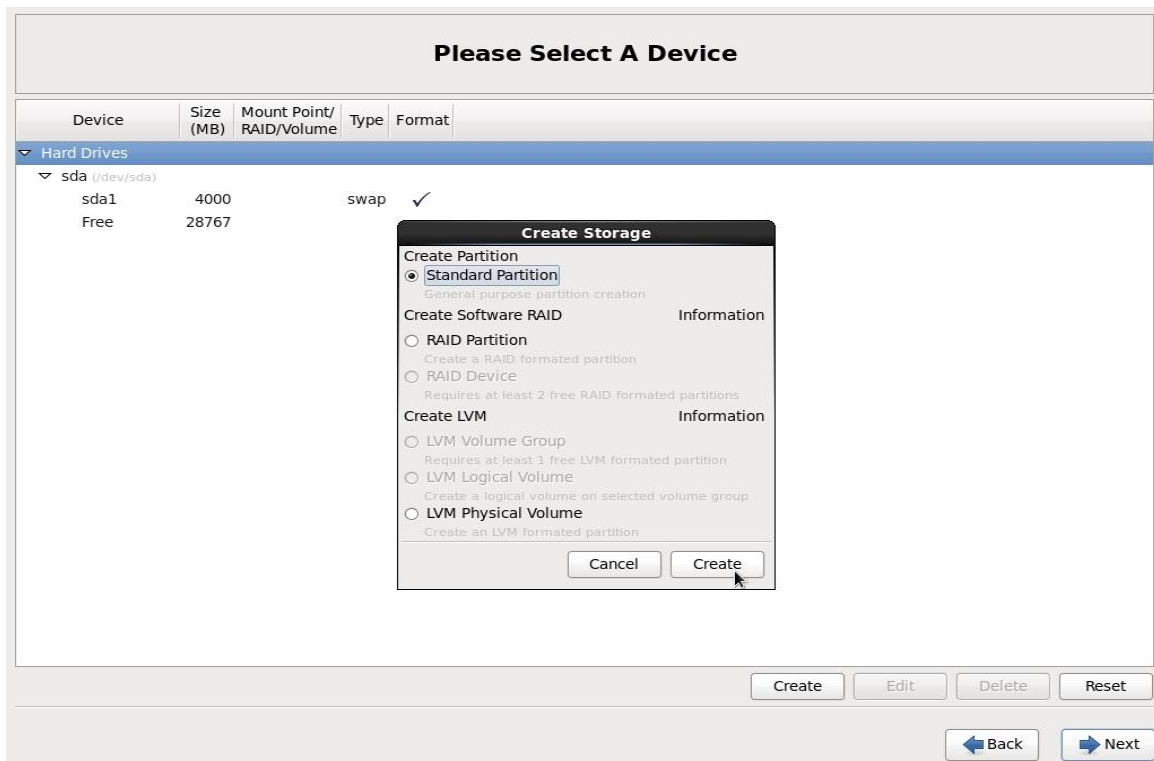 Please Select A Device
Device Size (MB) Mount Point/ RAID/Volume Type Format
Hard Drives
sda (/dev/sda)
sda1 4000 swap ✓
Free 28767
Create Storage
Create Partition
Standard Partition
General purpose partition creation
Create Software RAID Information
RAID Partition
Create a RAID formated partition
RAID Device
Requires at least 2 free RAID formated partitions
Create LVM Information
LVM Volume Group
Requires at least 1 free LVM formated partition
LVM Logical Volume
Create a logical volume on selected volume group
LVM Physical Volume
Create an LVM formated partition
Cancel Create
Create Edit Delete Reset
Back Next